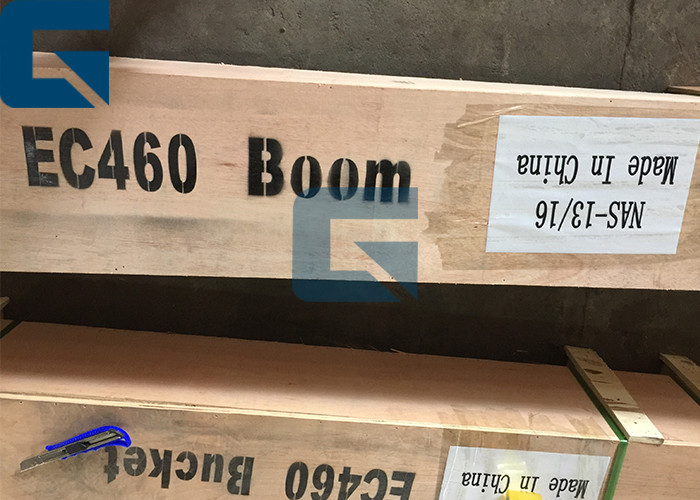 EC460 Boom
Made In China
NAS-13/16
EC460 Bucket
Made In China